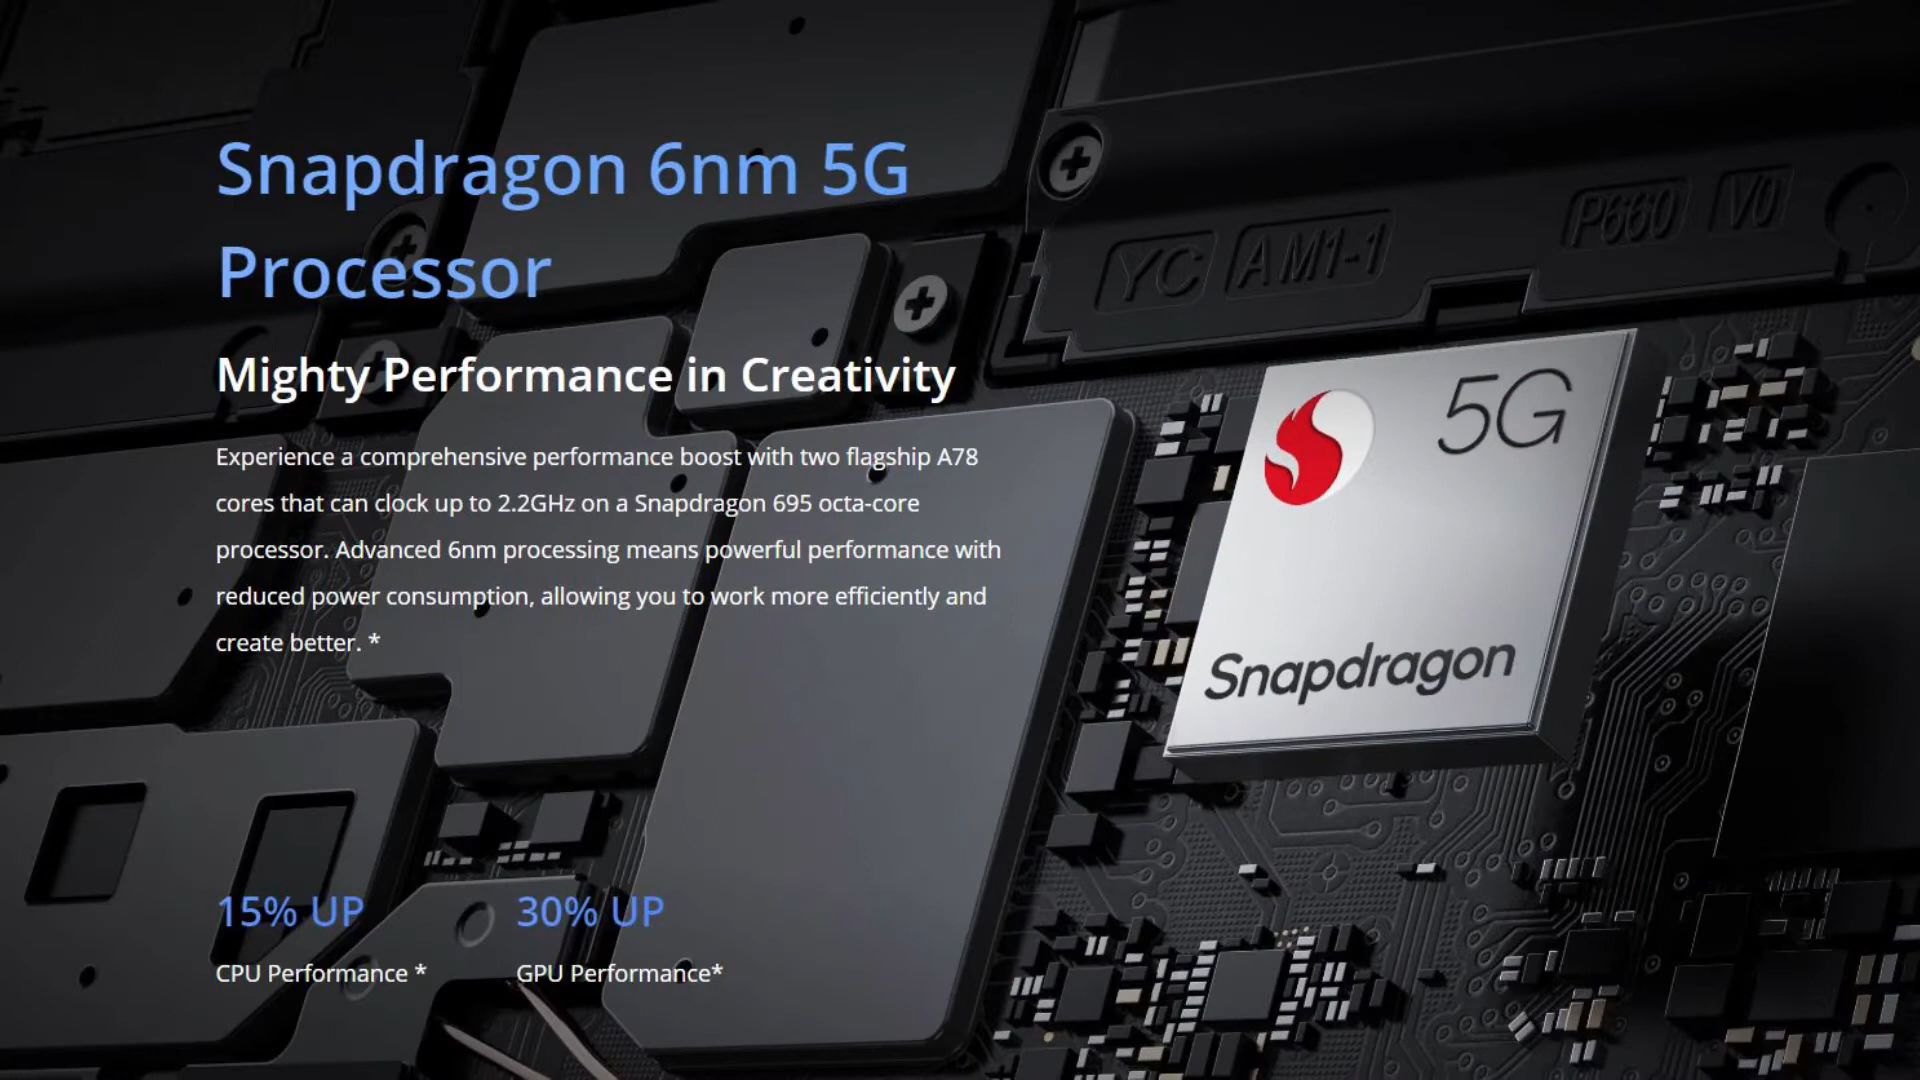 Snapdragon 6nm 5G
Processor
Mighty Performance in Creativity
Experience a comprehensive performance boost with two flagship A78
cores that can clock up to 2.2GHz on a Snapdragon 695 octa-core
processor. Advanced 6nm processing means powerful performance with
reduced power consumption, allowing you to work more efficiently and
create better. *
15% UP
30% UP
CPU Performance *
GPU Performance*
YC AM1-1 P660 V0
5G
Snapdragon